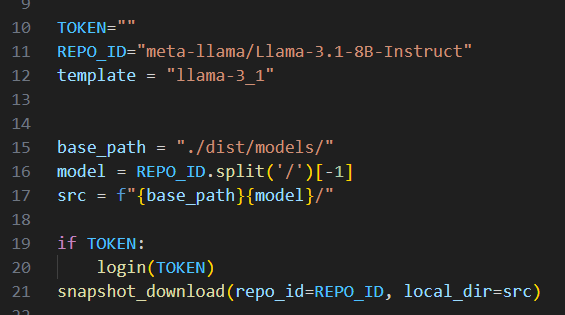 9
10 TOKEN=""
11 REPO_ID="meta-llama/Llama-3.1-8B-Instruct"
12 template = "llama-3_1"
13
14
15 base_path = "./dist/models/"
16 model = REPO_ID.split('/')[-1]
17 src = f"{base_path}{model}/"
18
19 if TOKEN:
20     login(TOKEN)
21 snapshot_download(repo_id=REPO_ID, local_dir=src)
22